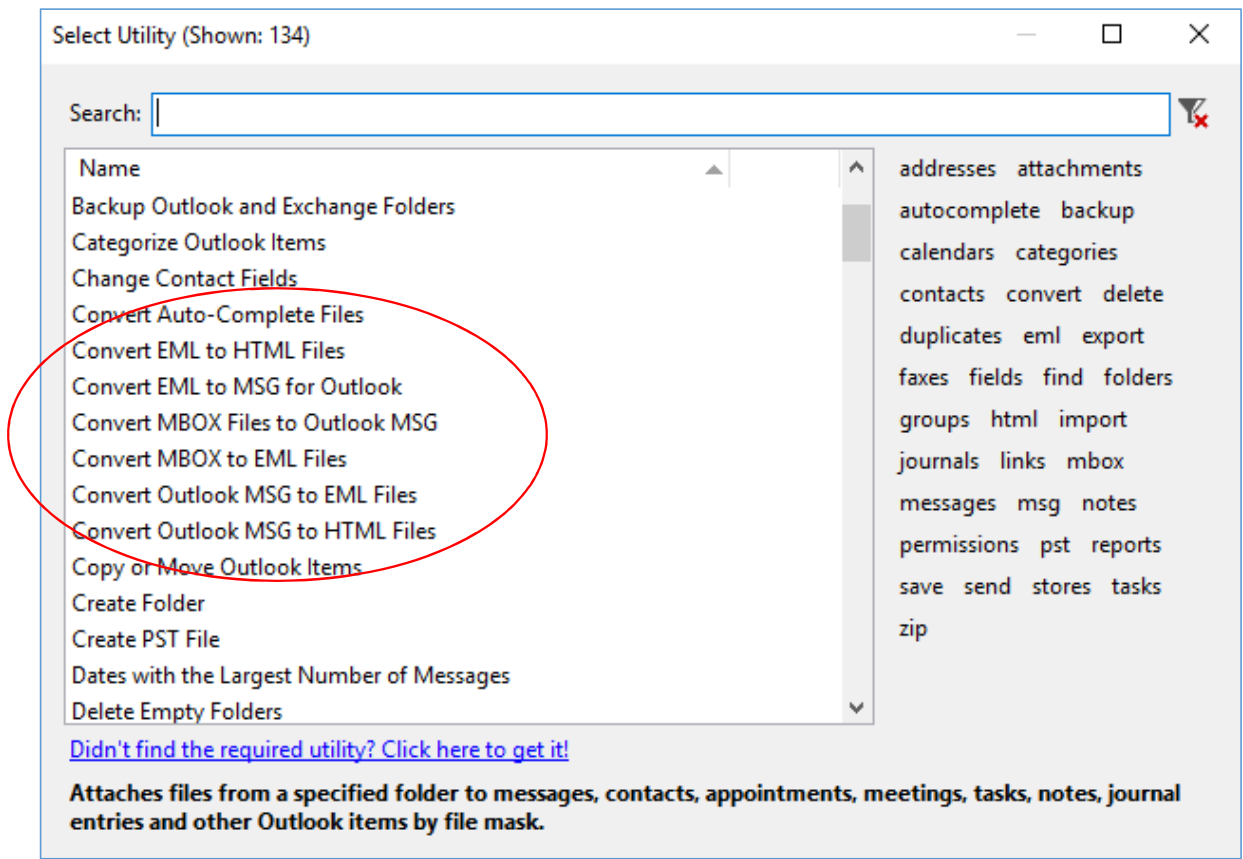 Select Utility (Shown: 134)
Search:
Name
Backup Outlook and Exchange Folders
Categorize Outlook Items
Change Contact Fields
Convert Auto-Complete Files
Convert EML to HTML Files
Convert EML to MSG for Outlook
Convert MBOX Files to Outlook MSG
Convert MBOX to EML Files
Convert Outlook MSG to EML Files
Convert Outlook MSG to HTML Files
Copy or Move Outlook Items
Create Folder
Create PST File
Dates with the Largest Number of Messages
Delete Empty Folders
addresses attachments
autocomplete backup
calendars categories
contacts convert delete
duplicates eml export
faxes fields find folders
groups html import
journals links mbox
messages msg notes
permissions pst reports
save send stores tasks
zip
Didn't find the required utility? Click here to get it!
Attaches files from a specified folder to messages, contacts, appointments, meetings, tasks, notes, journal
entries and other Outlook items by file mask.